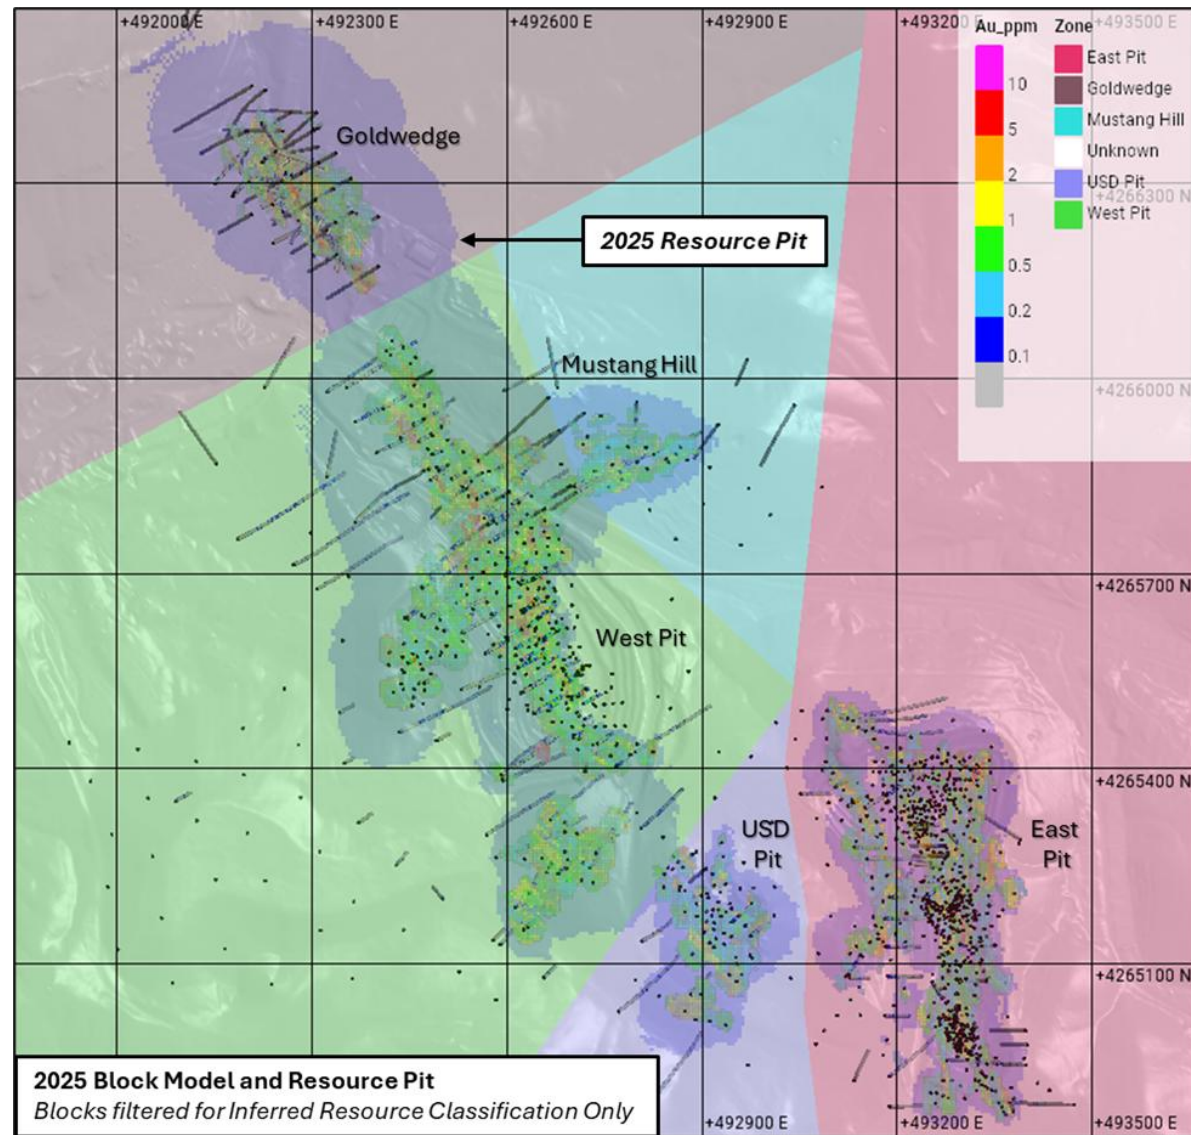 +492000 E
+492300 E
+492600 E
+492900 E
+493200 E
+493500 E
Au_ppm
Zone
10
5
2
1
0.5
0.2
0.1
East Pit
Goldwedge
Mustang Hill
Unknown
USD Pit
West Pit
+4266300 N
Goldwedge
2025 Resource Pit
Mustang Hill
+4266000 N
+4265700 N
West Pit
+4265400 N
USD
Pit
East
Pit
+4265100 N
2025 Block Model and Resource Pit
Blocks filtered for Inferred Resource Classification Only
+492900 E
+493200 E
+493500 E